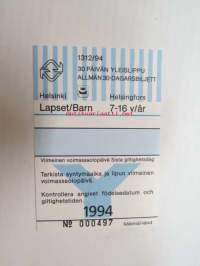 1312/94
30 PÄIVÄN YLEISLIPPU
ALLMÄN 30-DAGARSBILJETT
Helsinki Helsingfors
Lapset/Barn 7-16 v/år
Viimeinen voimassaolopäivä Sista giltighetsdag
Tarkista syntymäaika ja lipun viimeinen
voimassaolopäivä.
Kontrollera angivet födelsedatum och
giltighetstiden.
1994
№ 000497